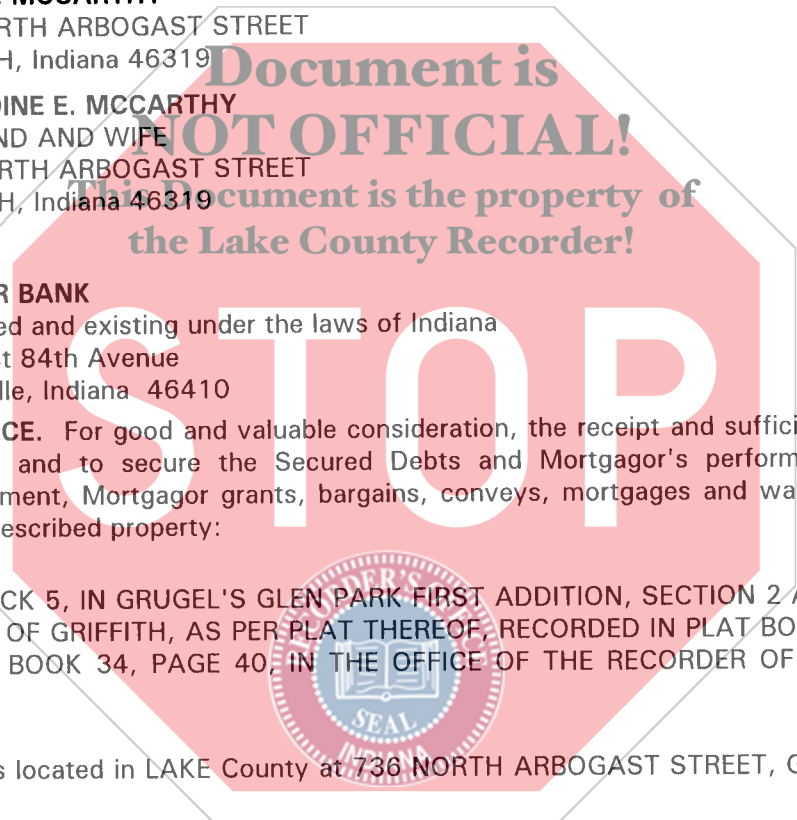 MCCARTHY
RTH ARBOGAST STREET
H, Indiana 46319
Document is
INE E. MCCARTHY
ND AND WIFE
NOT OFFICIAL!
RTH ARBOGAST STREET
This Document is the property of
H, Indiana 46319
the Lake County Recorder!
R BANK
ed and existing under the laws of Indiana
t 84th Avenue
lle, Indiana 46410
STOP
CE. For good and valuable consideration, the receipt and suffici
and to secure the Secured Debts and Mortgagor's perform
ment, Mortgagor grants, bargains, conveys, mortgages and wa
escribed property:
RECORDER'S OFFICE
CK 5, IN GRUGEL'S GLEN PARK FIRST ADDITION, SECTION 2 A
OF GRIFFITH, AS PER PLAT THEREOF, RECORDED IN PLAT BO
BOOK 34, PAGE 40, IN THE OFFICE OF THE RECORDER OF
SEAL
INDIANA
s located in LAKE County at 736 NORTH ARBOGAST STREET, G